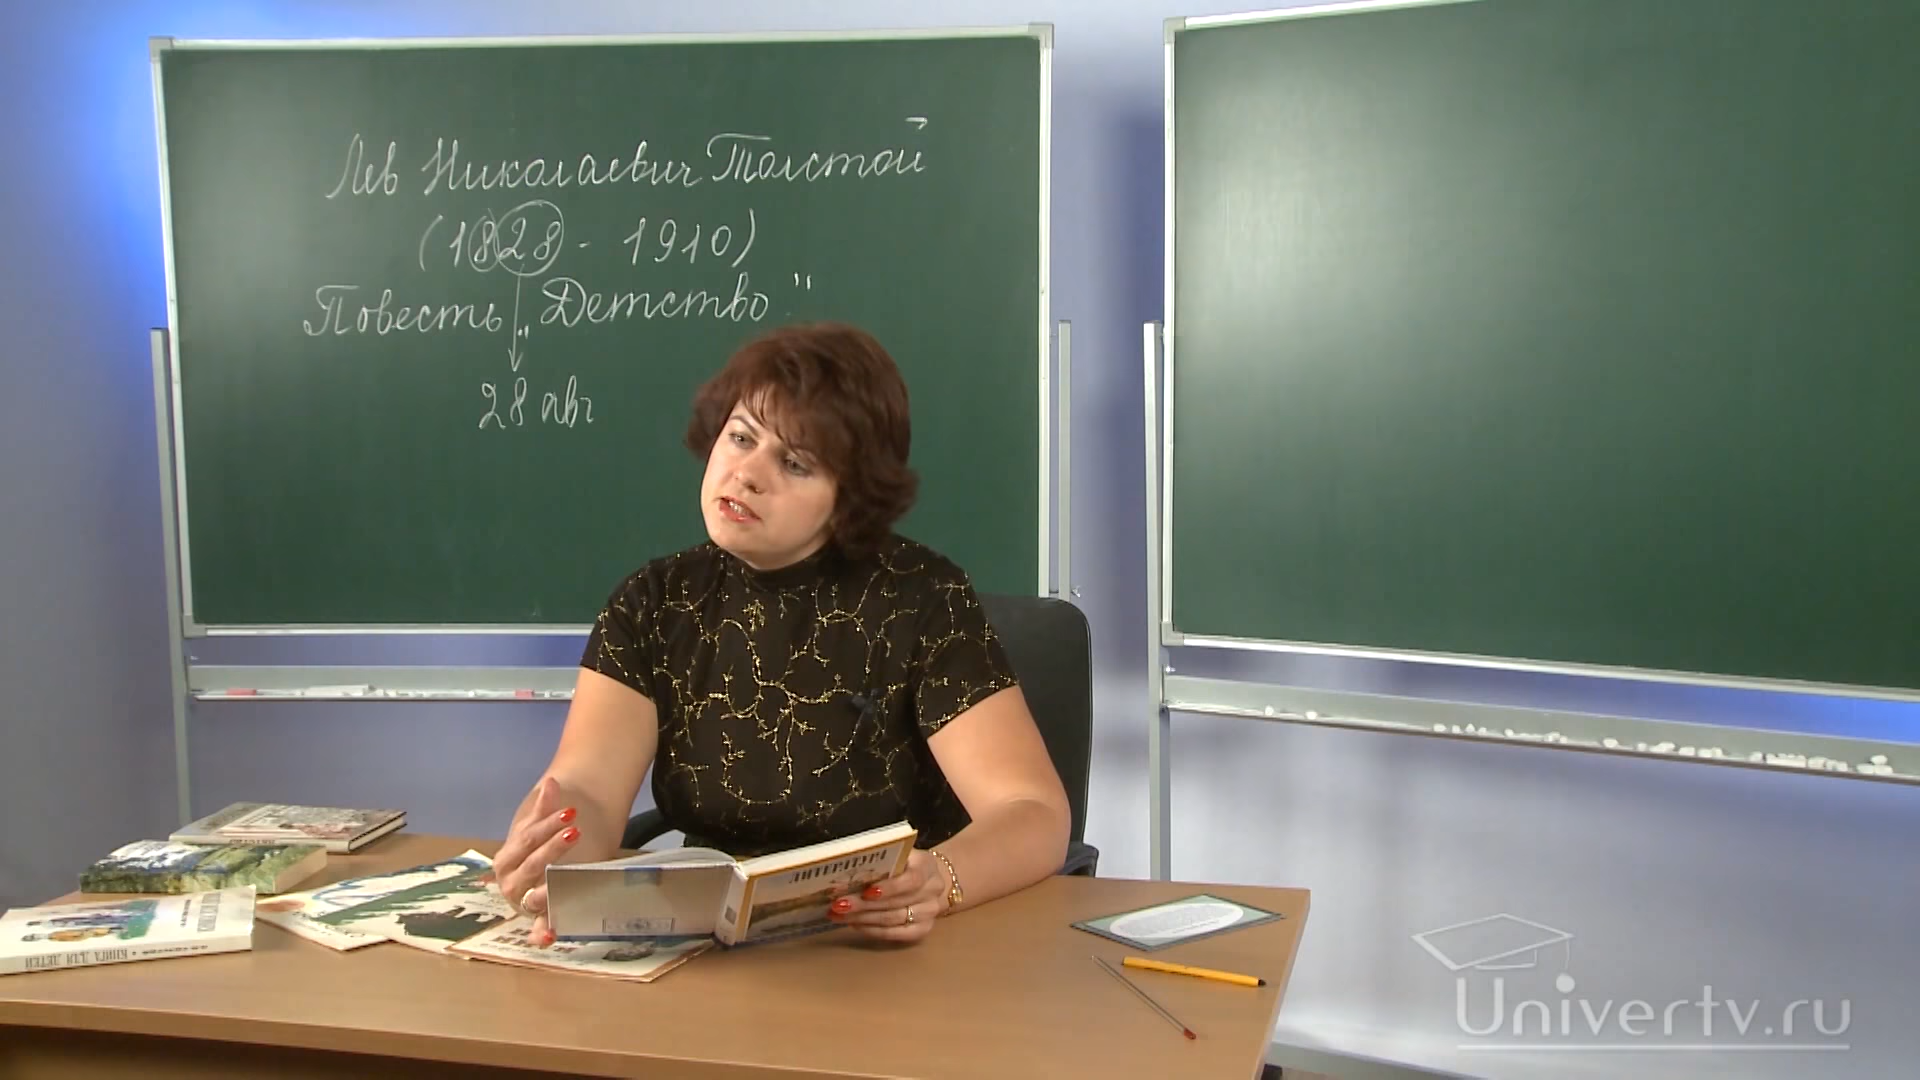 Лев Николаевич Толстой
(1828 - 1910)
Повесть „Детство"
28 авг
ЛИТЕРАТУРА
КНИГА ДЛЯ ДЕТЕЙ
Univertv.ru